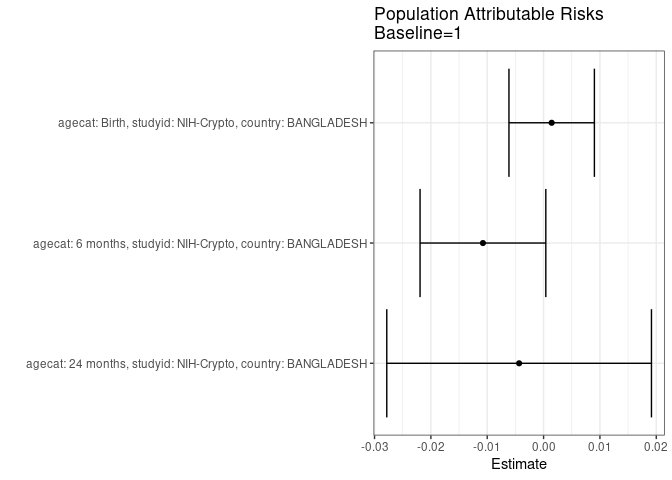 Population Attributable Risks
Baseline=1
agecat: Birth, studyid: NIH-Crypto, country: BANGLADESH
agecat: 6 months, studyid: NIH-Crypto, country: BANGLADESH
agecat: 24 months, studyid: NIH-Crypto, country: BANGLADESH
-0.03 -0.02 -0.01 0.00 0.01 0.02
Estimate